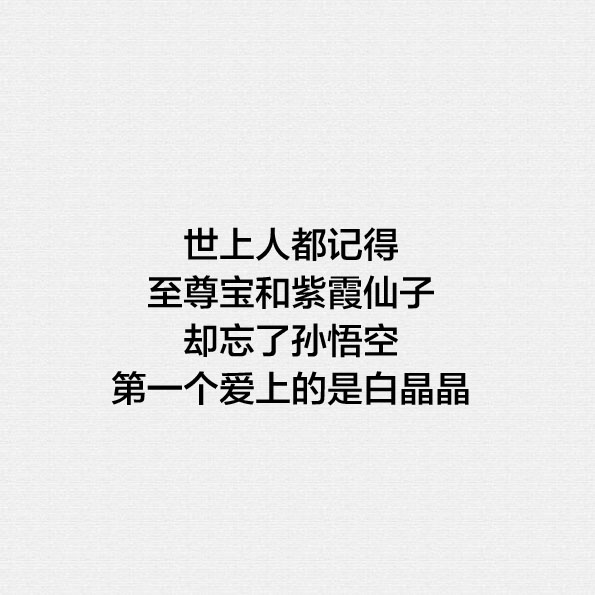 世上人都记得
至尊宝和紫霞仙子
却忘了孙悟空
第一个爱上的是白晶晶